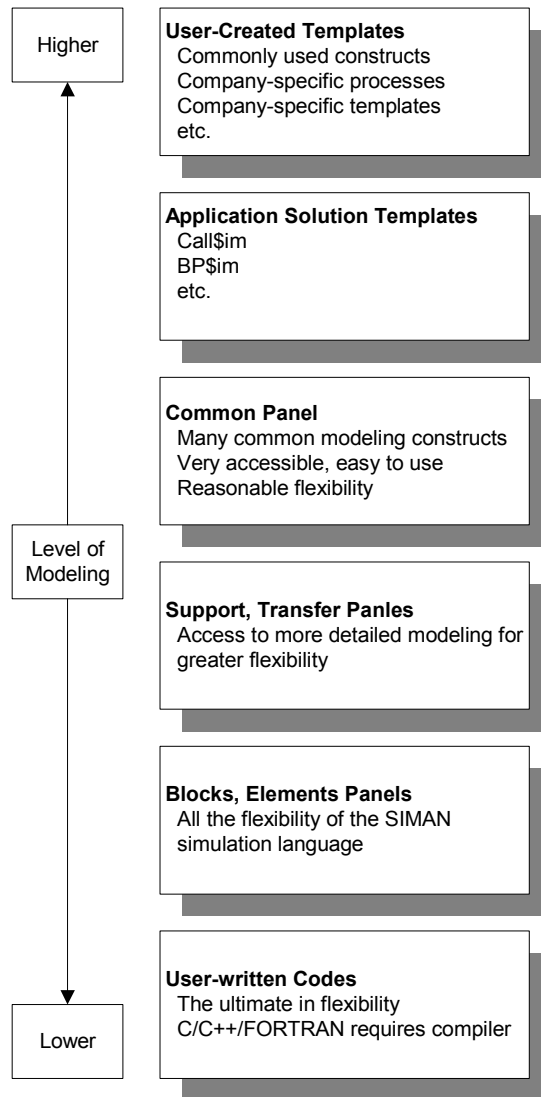 Higher
User-Created Templates
Commonly used constructs
Company-specific processes
Company-specific templates
etc.
Application Solution Templates
Call$im
BP$im
etc.
Common Panel
Many common modeling constructs
Very accessible, easy to use
Reasonable flexibility
Level of
Modeling
Support, Transfer Panles
Access to more detailed modeling for
greater flexibility
Blocks, Elements Panels
All the flexibility of the SIMAN
simulation language
User-written Codes
The ultimate in flexibility
C/C++/FORTRAN requires compiler
Lower